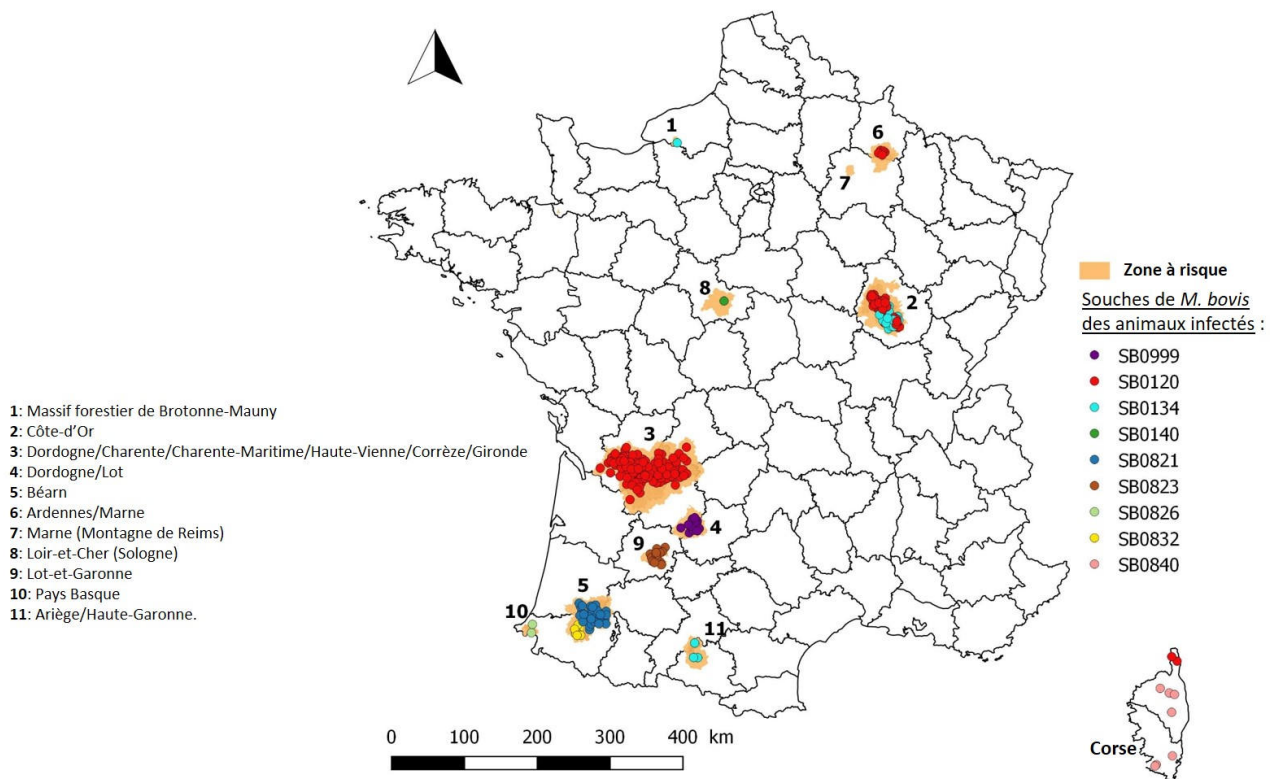 1
6
7
8
2
Zone à risque
Souches de M. bovis
des animaux infectés :
SB0999
SB0120
SB0134
SB0140
SB0821
SB0823
SB0826
SB0832
SB0840
1: Massif forestier de Brotonne-Mauny
2: Côte-d’Or
3: Dordogne/Charente/Charente-Maritime/Haute-Vienne/Corrèze/Gironde
4: Dordogne/Lot
5: Béarn
6: Ardennes/Marne
7: Marne (Montagne de Reims)
8: Loir-et-Cher (Sologne)
9: Lot-et-Garonne
10: Pays Basque
11: Ariège/Haute-Garonne.
3
4
9
5
10
11
0 100 200 300 400 km
Corse